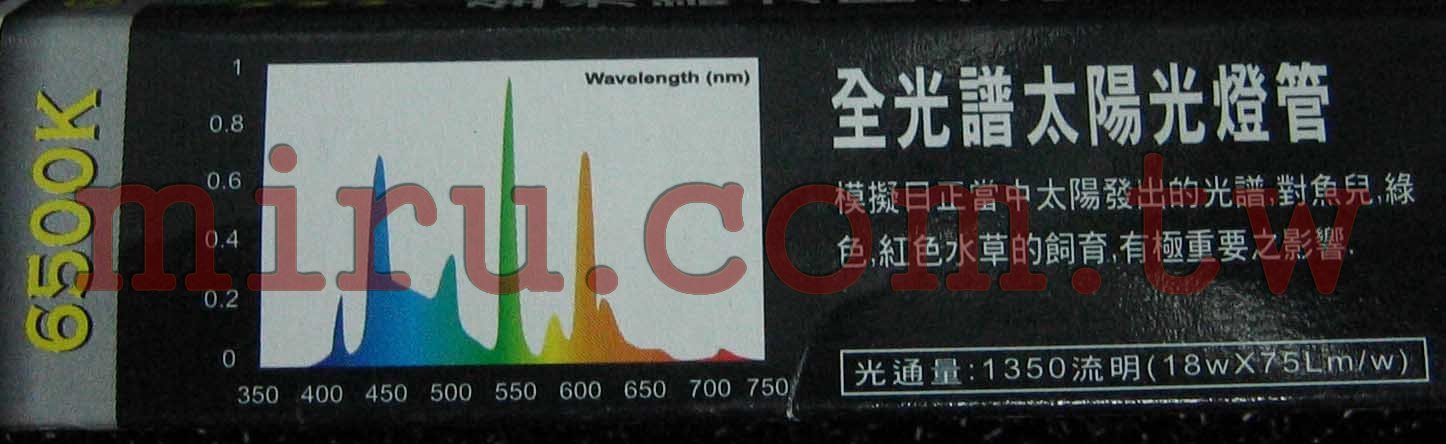 6500K
Wavelength (nm)
1
0.8
0.6
0.4
0.2
0
350 400 450 500 550 600 650 700 750
全光譜太陽光燈管
模擬日正當中太陽發出的光譜,對魚兒,綠
色,紅色水草的飼育,有極重要之影響.
光通量:1350流明(18wX75Lm/w)
miru.com.tw